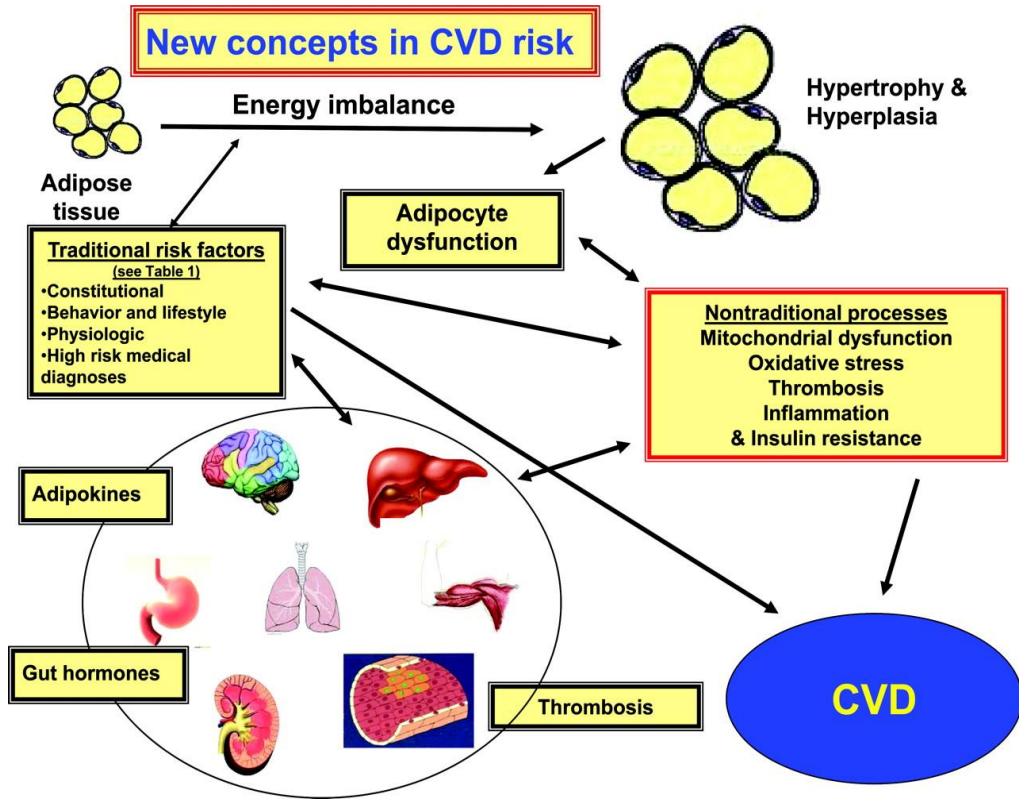 New concepts in CVD risk
Energy imbalance
Hypertrophy &
Hyperplasia
Adipose
tissue
Adipocyte
dysfunction
Traditional risk factors
(see Table 1)
•Constitutional
•Behavior and lifestyle
•Physiologic
•High risk medical
diagnoses
Nontraditional processes
Mitochondrial dysfunction
Oxidative stress
Thrombosis
Inflammation
& Insulin resistance
Adipokines
Gut hormones
Thrombosis
CVD